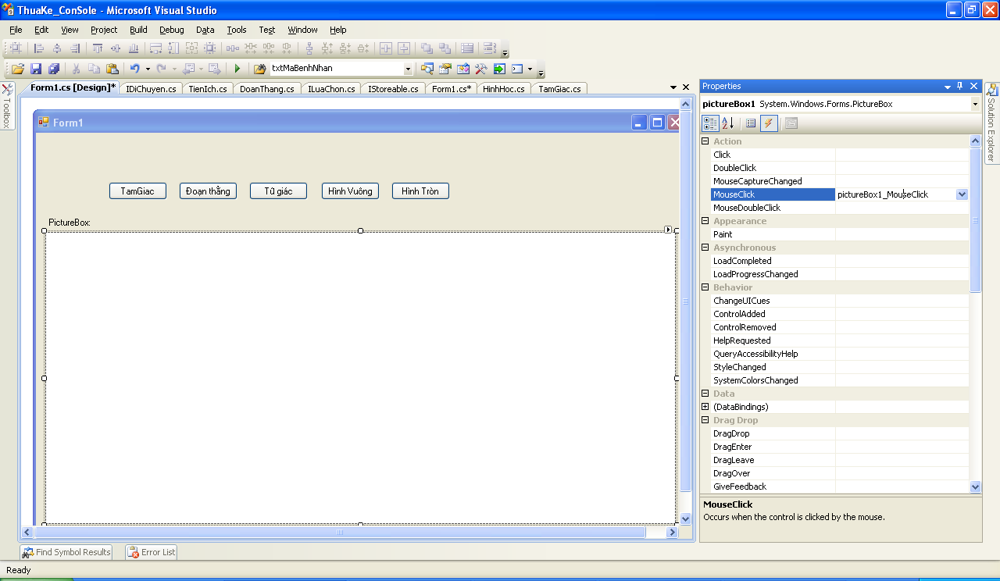 ThuaKe_ConSole - Microsoft Visual Studio
File Edit View Project Build Debug Data Tools Test Window Help
txtMaBenhNhan
Form1.cs [Design]* IDiChuyen.cs TienIch.cs DoanThang.cs ILuaChon.cs IStoreable.cs Form1.cs* HinhHoc.cs TamGiac.cs
Toolbox
Form1
TamGiac Đoạn thẳng Tứ giác Hình Vuông Hình Tròn
PictureBox:
Properties
pictureBox1 System.Windows.Forms.PictureBox
Action
Click
DoubleClick
MouseCaptureChanged
MouseClick pictureBox1_MouseClick
MouseDoubleClick
Appearance
Paint
Asynchronous
LoadCompleted
LoadProgressChanged
Behavior
ChangeUICues
ControlAdded
ControlRemoved
HelpRequested
QueryAccessibilityHelp
StyleChanged
SystemColorsChanged
Data
(DataBindings)
Drag Drop
DragDrop
DragEnter
DragLeave
DragOver
GiveFeedback
MouseClick
Occurs when the control is clicked by the mouse.
Solution Explorer
Find Symbol Results Error List
Ready